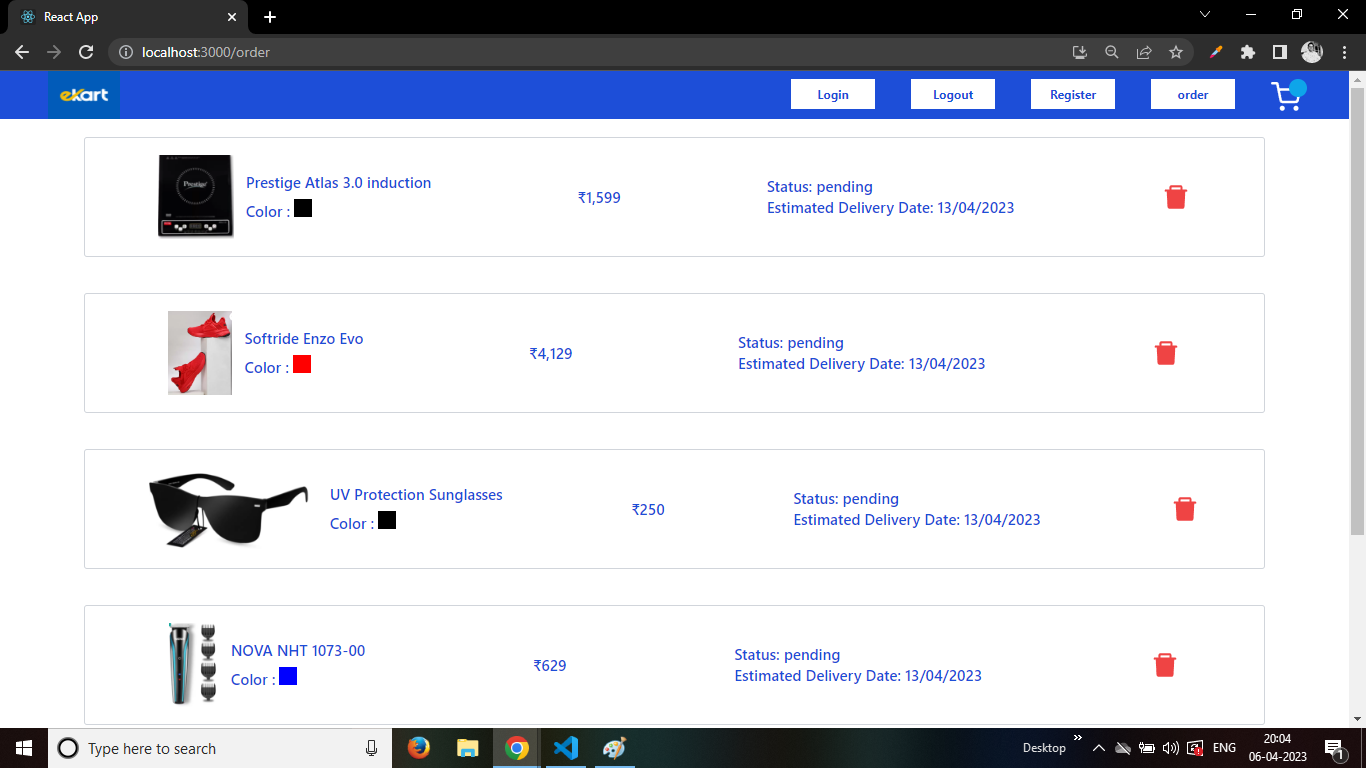 React App
localhost:3000/order
ekart
Login
Logout
Register
order
Prestige
Prestige Atlas 3.0 induction
Color :
₹1,599
Status: pending
Estimated Delivery Date: 13/04/2023
Softride Enzo Evo
Color :
₹4,129
Status: pending
Estimated Delivery Date: 13/04/2023
UV Protection Sunglasses
Color :
₹250
Status: pending
Estimated Delivery Date: 13/04/2023
NOVA NHT 1073-00
Color :
₹629
Status: pending
Estimated Delivery Date: 13/04/2023
Type here to search
Desktop
ENG
20:04
06-04-2023
1